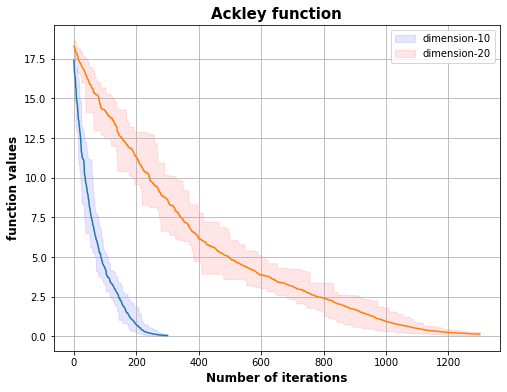 Ackley function
dimension-10
dimension-20
function values
17.5
15.0
12.5
10.0
7.5
5.0
2.5
0.0
0 200 400 600 800 1000 1200
Number of iterations